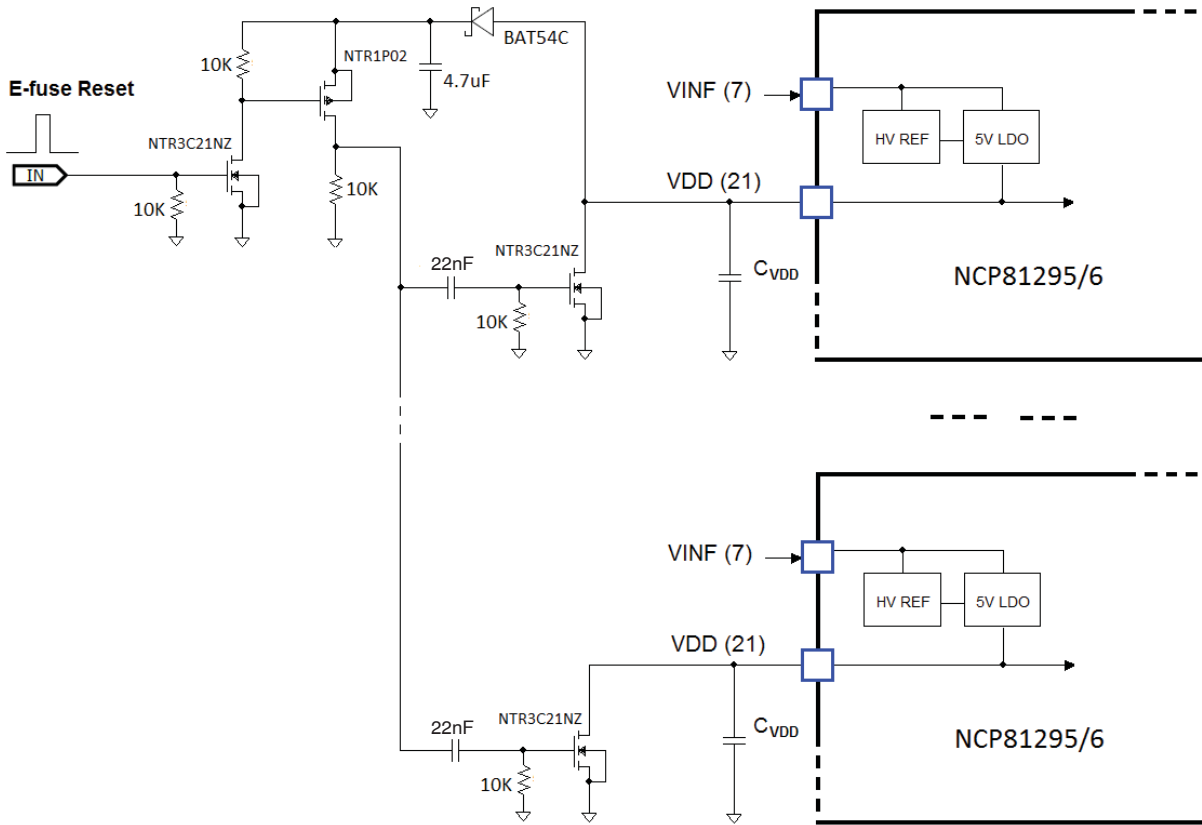 BAT54C
NTR1P02
10K
4.7uF
E-fuse Reset
VINF (7)
HV REF
5V LDO
NTR3C21NZ
IN
10K
10K
VDD (21)
22nF
NTR3C21NZ
CVDD
NCP81295/6
10K
VINF (7)
HV REF
5V LDO
VDD (21)
22nF
NTR3C21NZ
CVDD
NCP81295/6
10K